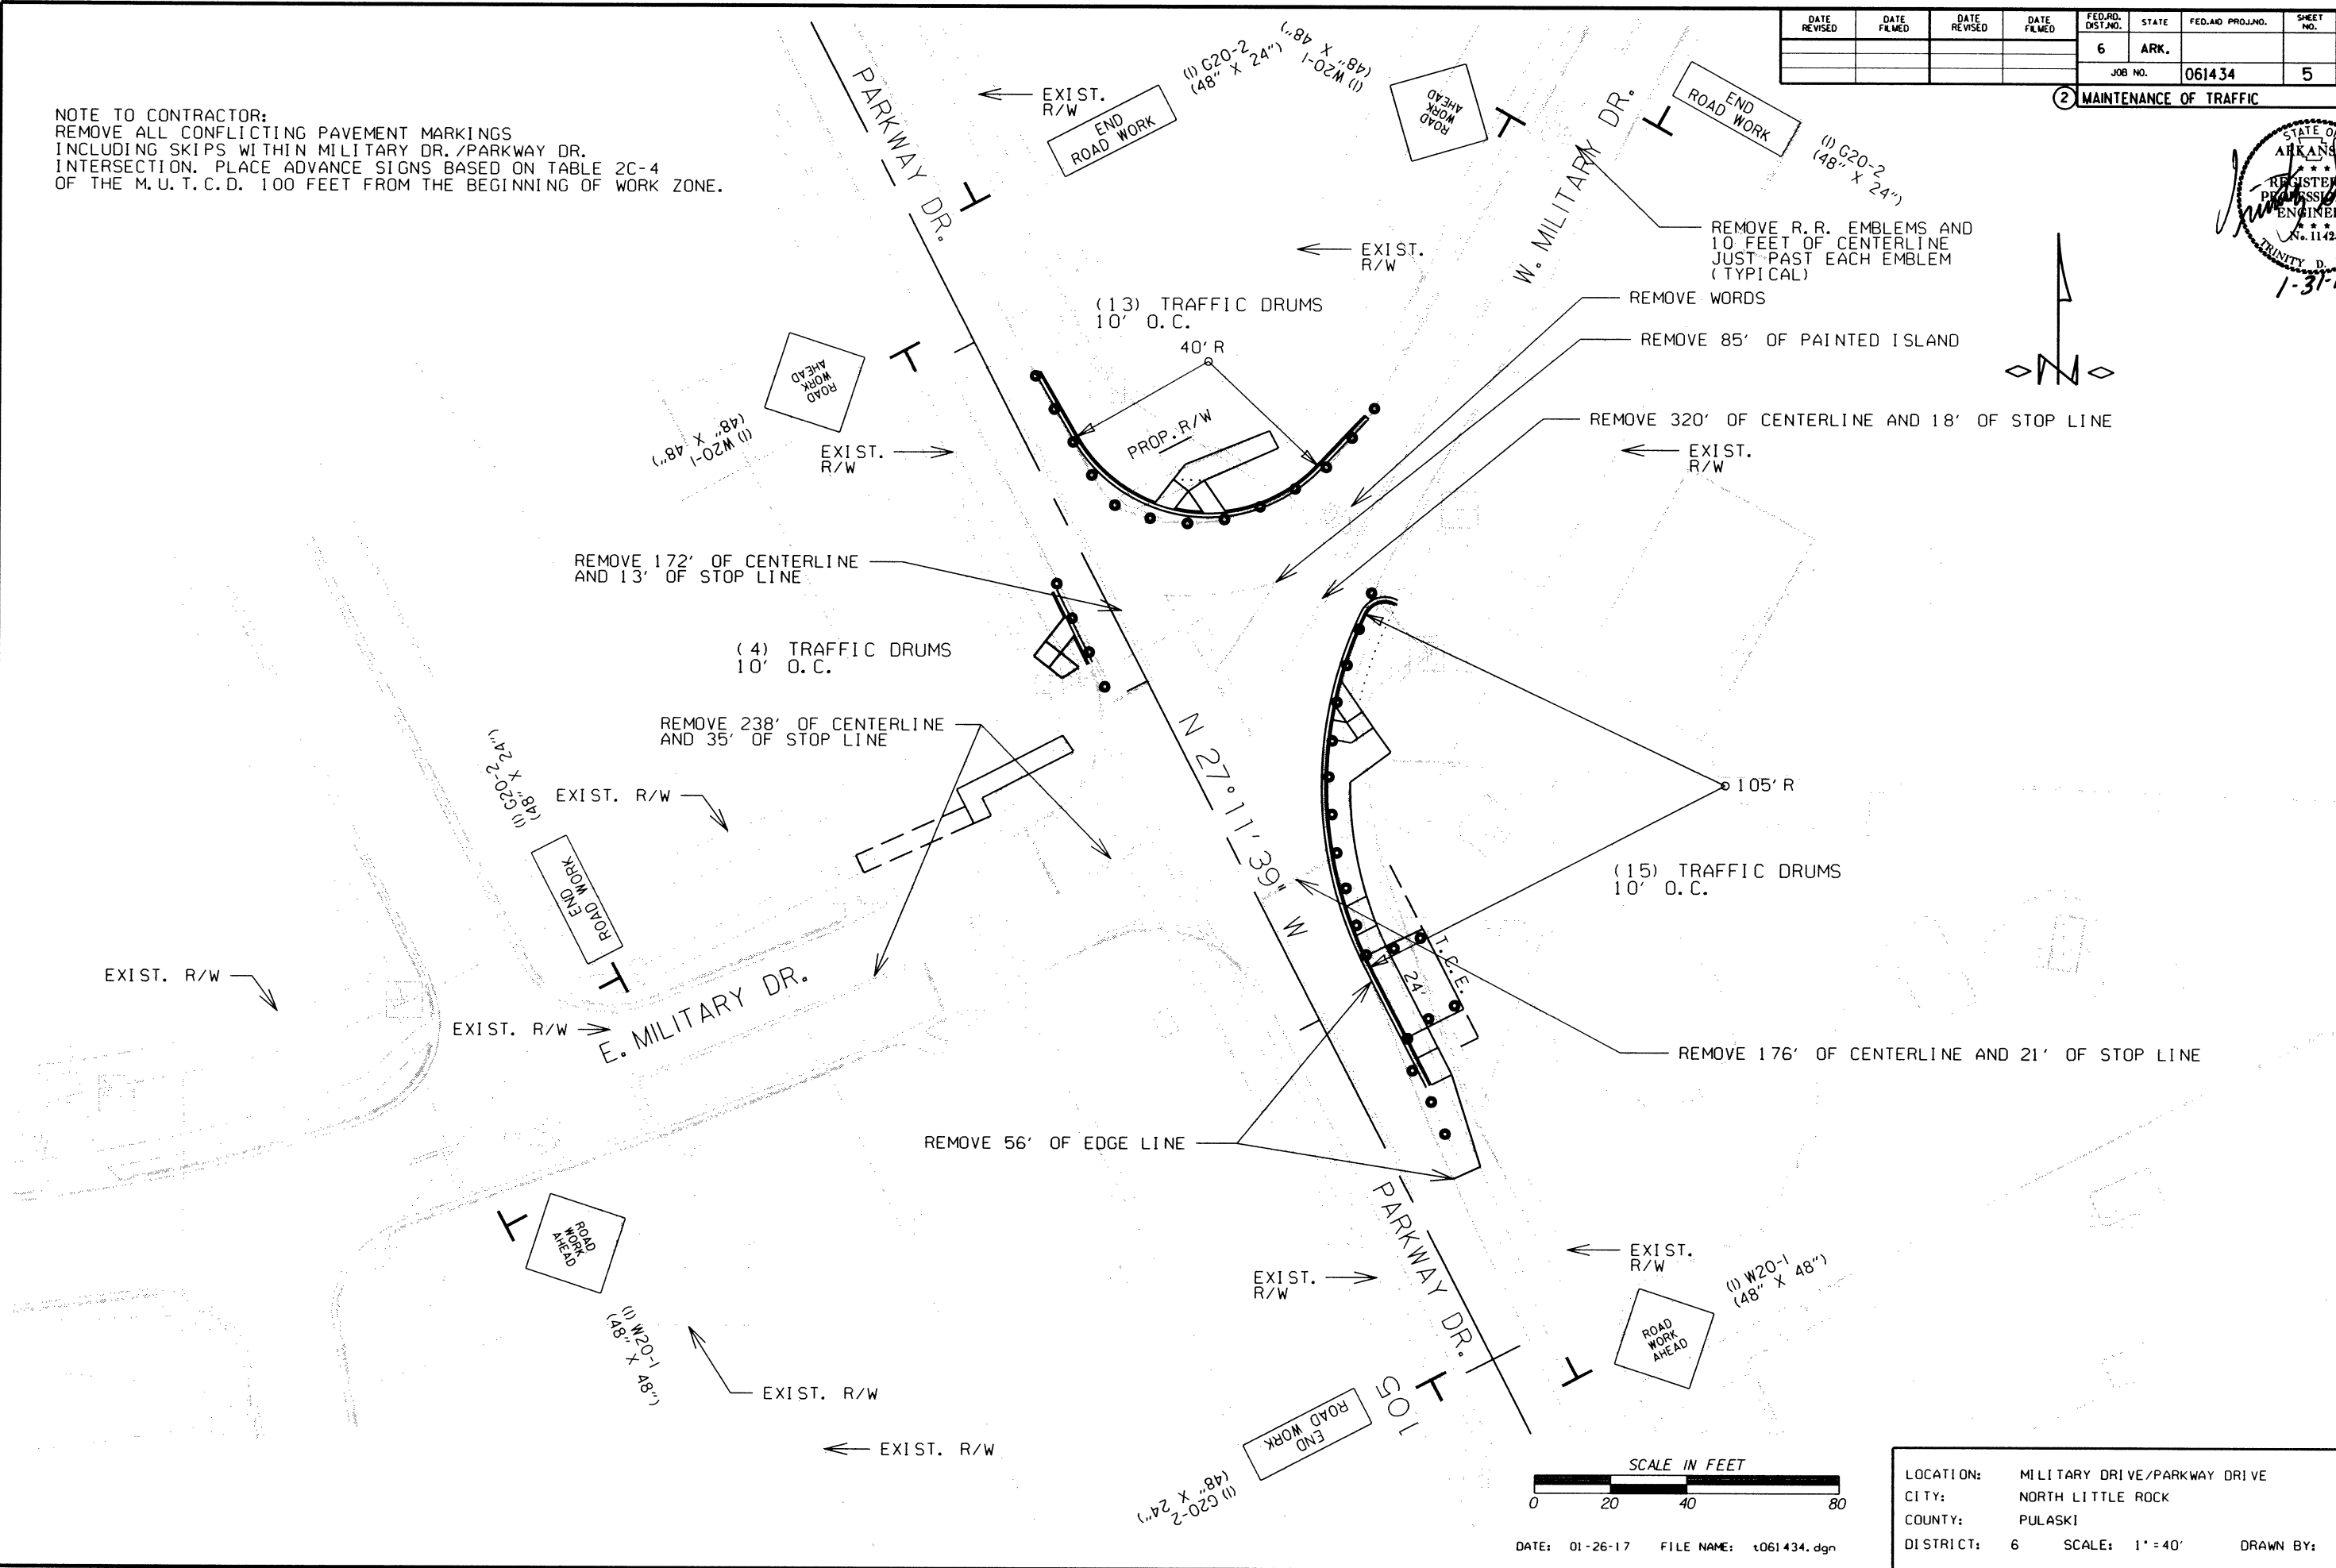 DATE REVISED
DATE FILMED
DATE REVISED
DATE FILMED
FED.RD. DIST.NO.
STATE
FED.AID PROJ.NO.
SHEET NO.
6
ARK.
JOB NO.
061434
5
2 MAINTENANCE OF TRAFFIC
NOTE TO CONTRACTOR:
REMOVE ALL CONFLICTING PAVEMENT MARKINGS
INCLUDING SKIPS WITHIN MILITARY DR./PARKWAY DR.
INTERSECTION. PLACE ADVANCE SIGNS BASED ON TABLE 2C-4
OF THE M.U.T.C.D. 100 FEET FROM THE BEGINNING OF WORK ZONE.
PARKWAY DR.
EXIST.
R/W
END
ROAD WORK
(1) G20-2
(48" X 24")
(1) W20-1
(48" X 48")
ROAD
WORK
AHEAD
W. MILITARY DR.
END
ROAD WORK
(1) G20-2
(48" X 24")
REGISTERED
No. 1142
TRINITY D.
EXIST.
R/W
REMOVE R.R. EMBLEMS AND
10 FEET OF CENTERLINE
JUST PAST EACH EMBLEM
(TYPICAL)
REMOVE WORDS
REMOVE 85' OF PAINTED ISLAND
N
(13) TRAFFIC DRUMS
10' O.C.
40' R
PROP. R/W
ROAD
WORK
AHEAD
(1) W20-1
(48" X 48")
EXIST.
R/W
REMOVE 320' OF CENTERLINE AND 18' OF STOP LINE
EXIST.
R/W
REMOVE 172' OF CENTERLINE
AND 13' OF STOP LINE
(4) TRAFFIC DRUMS
10' O.C.
REMOVE 238' OF CENTERLINE
AND 35' OF STOP LINE
N 27°11'39" W
(1) G20-2
(48" X 24")
EXIST. R/W
END
ROAD WORK
105' R
(15) TRAFFIC DRUMS
10' O.C.
T.C.E.
24'
EXIST. R/W
EXIST. R/W
E. MILITARY DR.
REMOVE 176' OF CENTERLINE AND 21' OF STOP LINE
REMOVE 56' OF EDGE LINE
PARKWAY DR.
ROAD
WORK
AHEAD
(1) W20-1
(48" X 48")
EXIST. R/W
EXIST. R/W
EXIST.
R/W
EXIST.
R/W
(1) W20-1
(48" X 48")
ROAD
WORK
AHEAD
105
END
ROAD WORK
(1) G20-2
(48" X 24")
SCALE IN FEET
0 20 40 80
DATE: 01-26-17 FILE NAME: t061434.dgn
LOCATION: MILITARY DRIVE/PARKWAY DRIVE
CITY: NORTH LITTLE ROCK
COUNTY: PULASKI
DISTRICT: 6 SCALE: 1"=40' DRAWN BY: